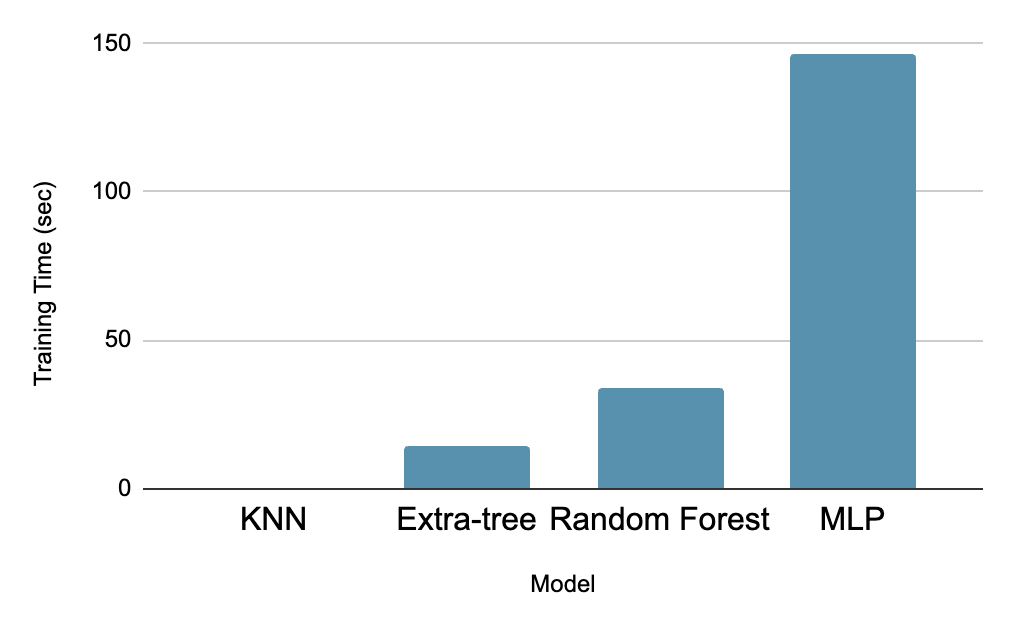 150
100
50
0
Training Time (sec)
KNN
Extra-tree
Random Forest
MLP
Model